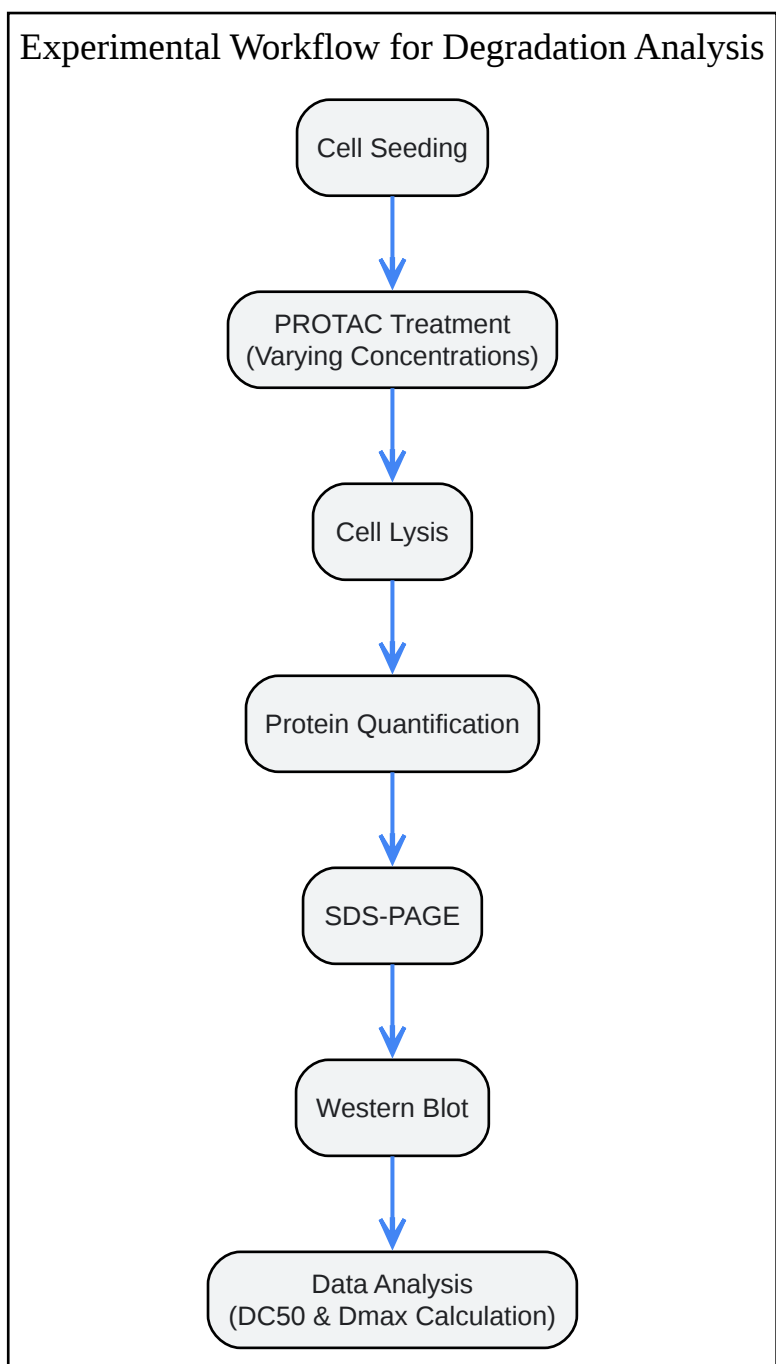 Experimental Workflow for Degradation Analysis
Cell Seeding
PROTAC Treatment
(Varying Concentrations)
Cell Lysis
Protein Quantification
SDS-PAGE
Western Blot
Data Analysis
(DC50 & Dmax Calculation)